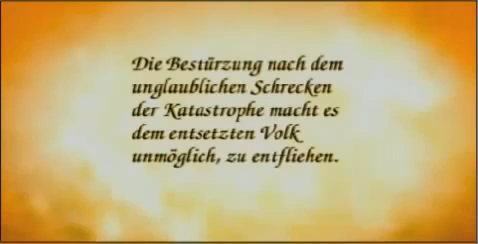 Die Bestürzung nach dem
unglaublichen Schrecken
der Katastrophe macht es
dem entsetzten Volk
unmöglich, zu entfliehen.